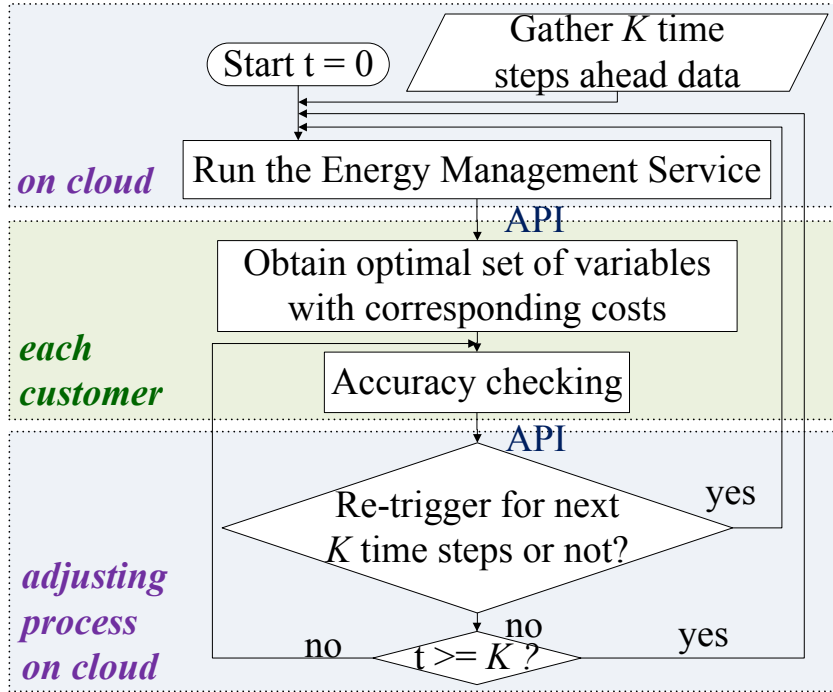 Gather K time
steps ahead data
Start t = 0
Run the Energy Management Service
on cloud
API
Obtain optimal set of variables
with corresponding costs
each
customer
Accuracy checking
API
Re-trigger for next
K time steps or not?
yes
adjusting
process
on cloud
no
no
yes
t >= K ?